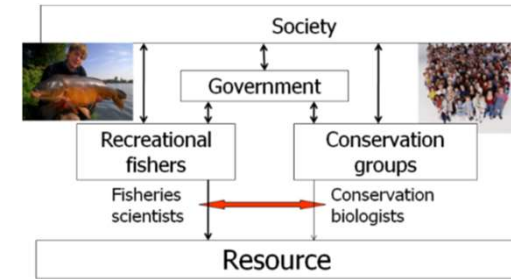 Society
Government
Recreational
fishers
Conservation
groups
Fisheries
scientists
Conservation
biologists
Resource